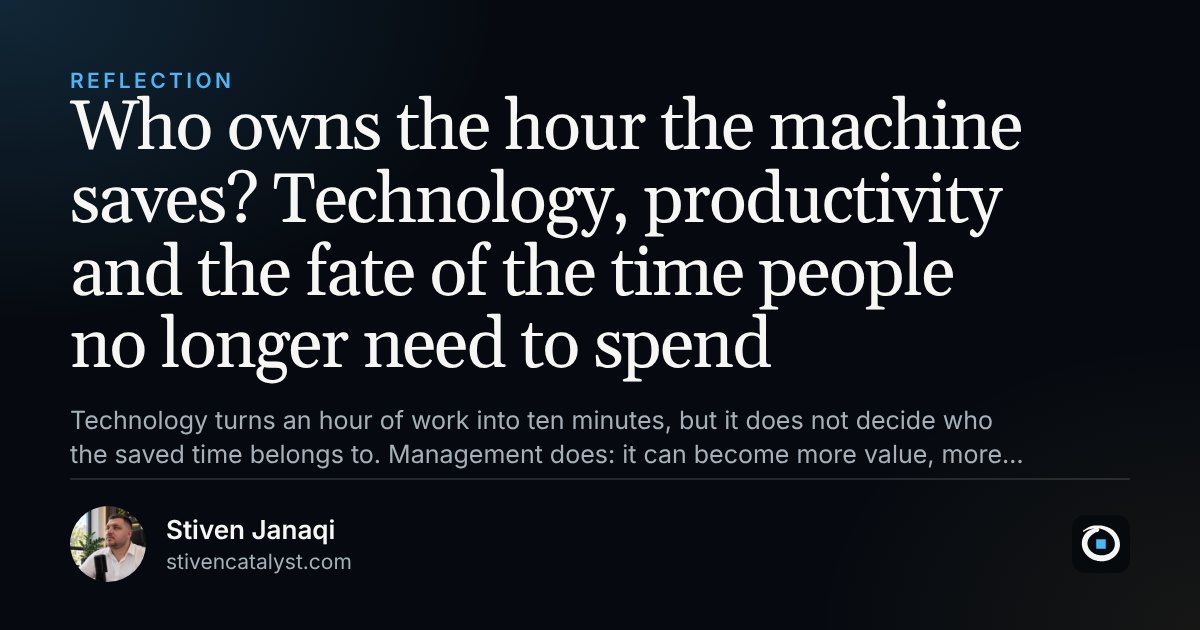 REFLECTION
Who owns the hour the machine
saves? Technology, productivity
and the fate of the time people
no longer need to spend
Technology turns an hour of work into ten minutes, but it does not decide who
the saved time belongs to. Management does: it can become more value, more...
Stiven Janaqi
stivencatalyst.com